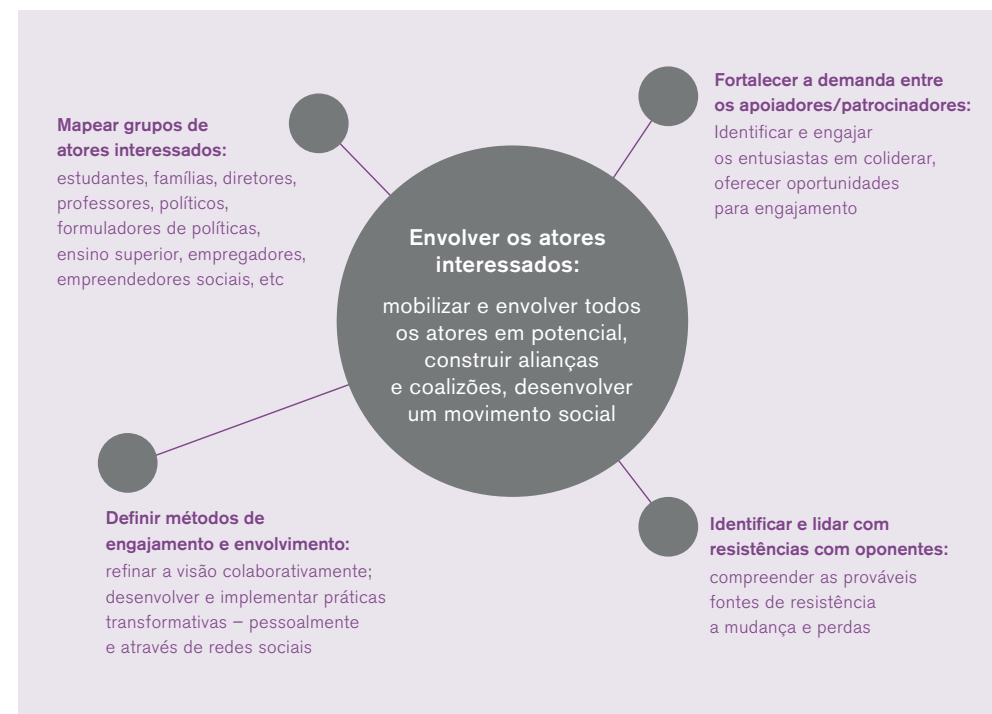 Mapear grupos de
atores interessados:
estudantes, famílias, diretores,
professores, políticos,
formuladores de políticas,
ensino superior, empregadores,
empreendedores sociais, etc
Fortalecer a demanda entre
os apoiadores/patrocinadores:
Identificar e engajar
os entusiastas em coliderar,
oferecer oportunidades
para engajamento
Envolver os atores
interessados:
mobilizar e envolver todos
os atores em potencial,
construir alianças
e coalizões, desenvolver
um movimento social
Definir métodos de
engajamento e envolvimento:
refinar a visão colaborativamente;
desenvolver e implementar práticas
transformativas – pessoalmente
e através de redes sociais
Identificar e lidar com
resistências com oponentes:
compreender as prováveis
fontes de resistência
a mudança e perdas